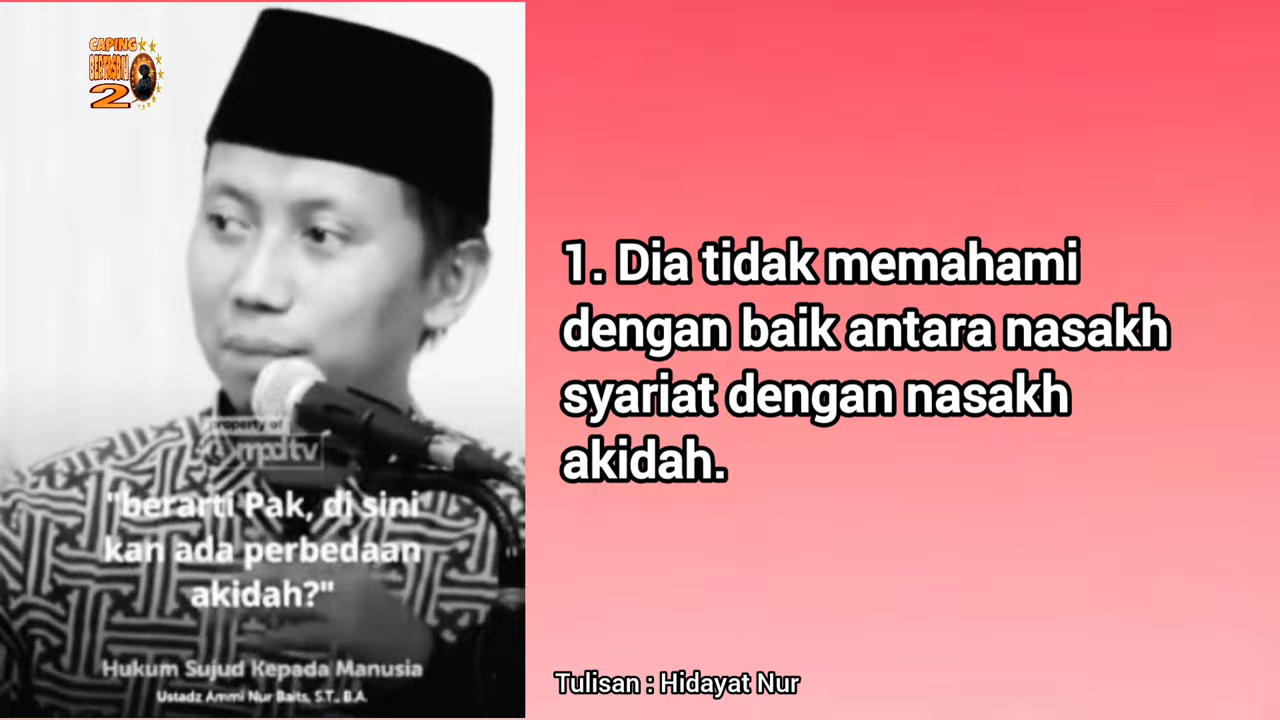 CAPING
BERTASBIH
2
property of
"berarti Pak, di sini
kan ada perbedaan
akidah?"
Hukum Sujud Kepada Manusia
Ustadz Ammi Nur Baits, S.T., B.A.
1. Dia tidak memahami
dengan baik antara nasakh
syariat dengan nasakh
akidah.
Tulisan : Hidayat Nur